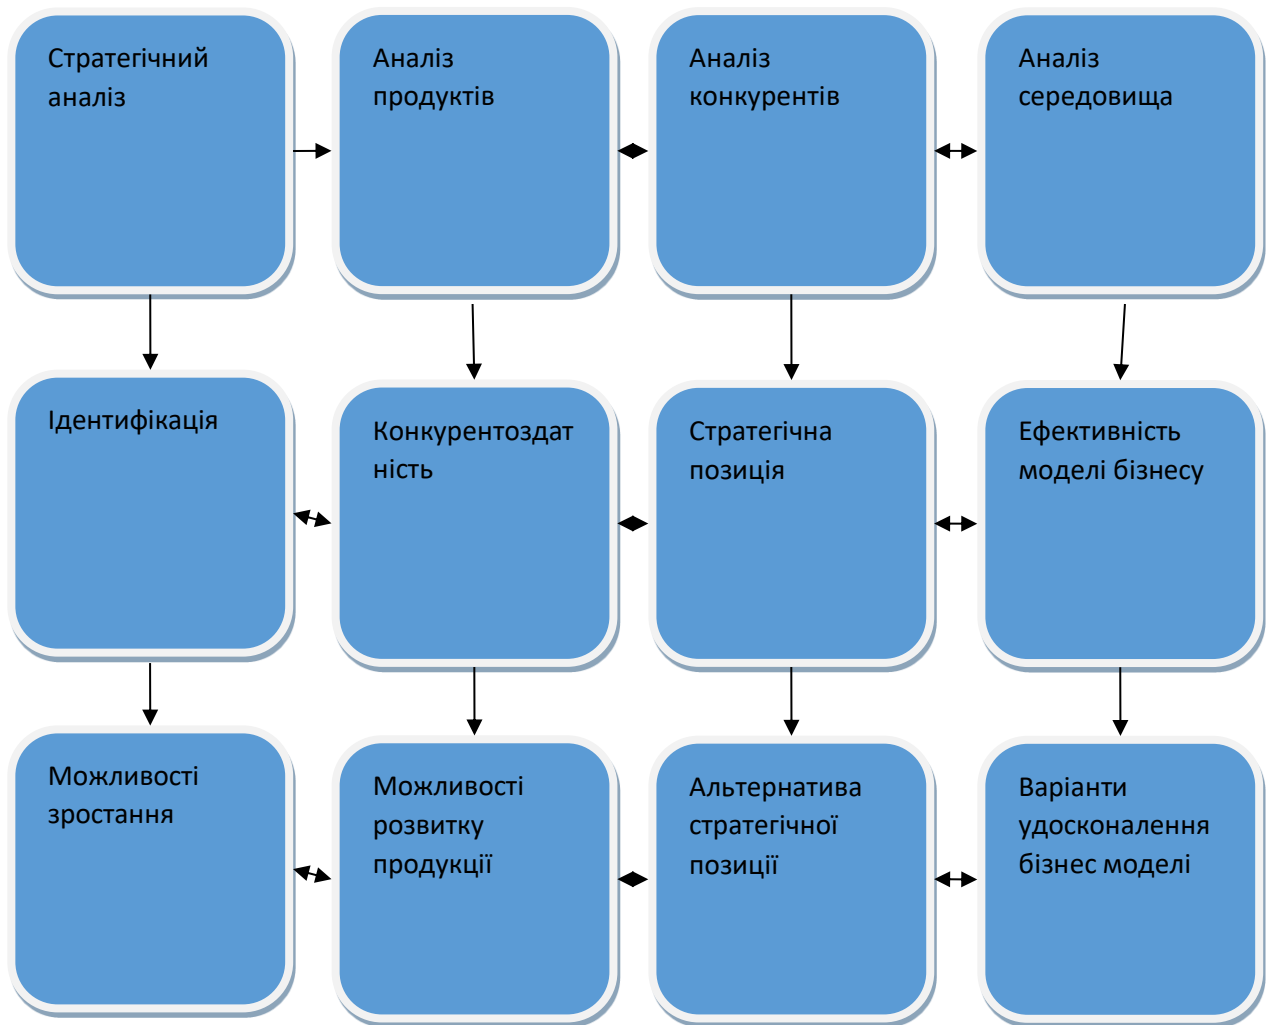 Стратегічний
аналіз
Аналіз
продуктів
Аналіз
конкурентів
Аналіз
середовища
Ідентифікація
Конкурентоздат
ність
Стратегічна
позиція
Ефективність
моделі бізнесу
Можливості
зростання
Можливості
розвитку
продукції
Альтернатива
стратегічної
позиції
Варіанти
удосконалення
бізнес моделі